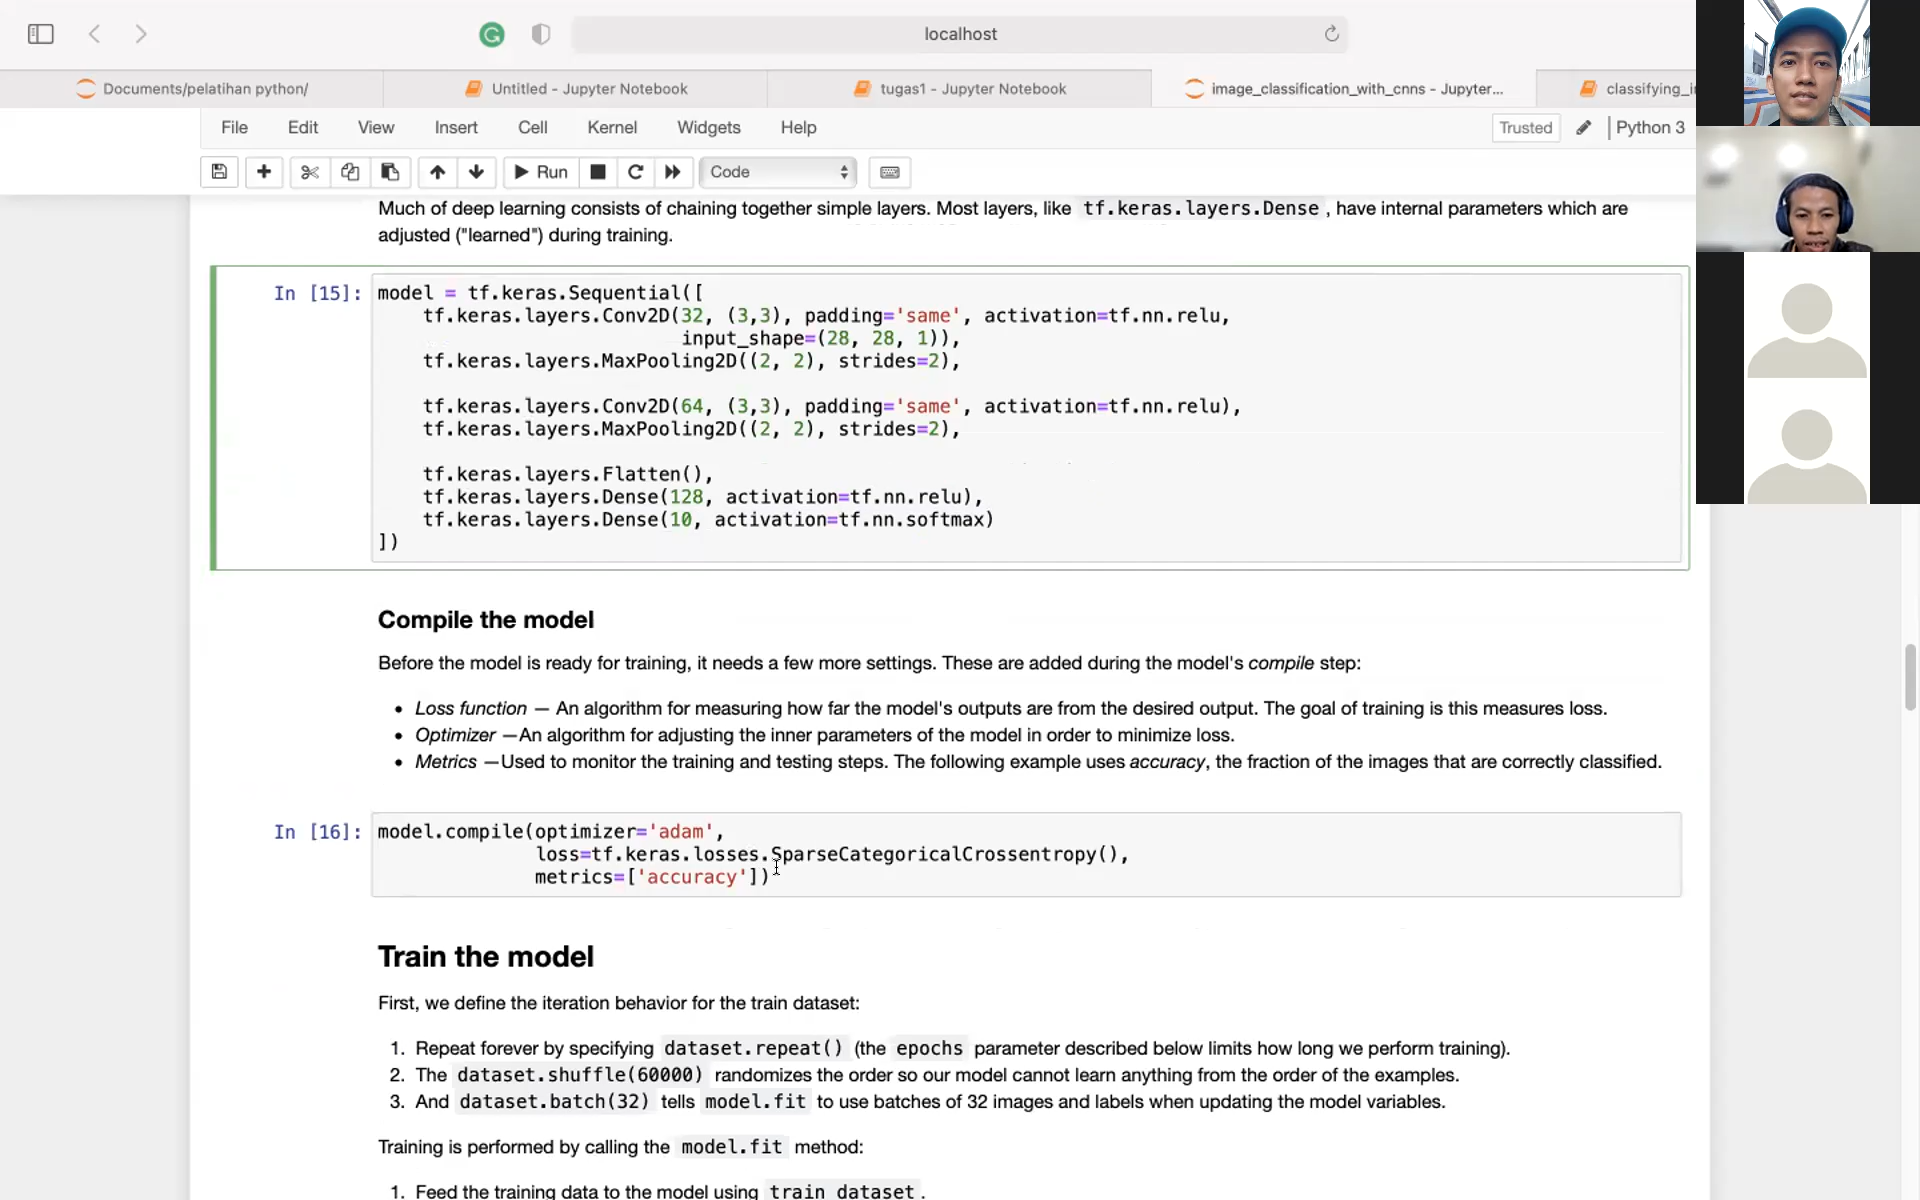 localhost
Documents/pelatihan python/
Untitled - Jupyter Notebook
tugas1 - Jupyter Notebook
image_classification_with_cnns - Jupyter...
classifying_i
File Edit View Insert Cell Kernel Widgets Help
Trusted
Python 3
Run
Code
Much of deep learning consists of chaining together simple layers. Most layers, like tf.keras.layers.Dense , have internal parameters which are
adjusted ("learned") during training.
In [15]:
model = tf.keras.Sequential([
    tf.keras.layers.Conv2D(32, (3,3), padding='same', activation=tf.nn.relu,
                           input_shape=(28, 28, 1)),
    tf.keras.layers.MaxPooling2D((2, 2), strides=2),
    tf.keras.layers.Conv2D(64, (3,3), padding='same', activation=tf.nn.relu),
    tf.keras.layers.MaxPooling2D((2, 2), strides=2),
    tf.keras.layers.Flatten(),
    tf.keras.layers.Dense(128, activation=tf.nn.relu),
    tf.keras.layers.Dense(10, activation=tf.nn.softmax)
])
Compile the model
Before the model is ready for training, it needs a few more settings. These are added during the model's compile step:
• Loss function — An algorithm for measuring how far the model's outputs are from the desired output. The goal of training is this measures loss.
• Optimizer —An algorithm for adjusting the inner parameters of the model in order to minimize loss.
• Metrics —Used to monitor the training and testing steps. The following example uses accuracy, the fraction of the images that are correctly classified.
In [16]:
model.compile(optimizer='adam',
              loss=tf.keras.losses.SparseCategoricalCrossentropy(),
              metrics=['accuracy'])
Train the model
First, we define the iteration behavior for the train dataset:
1. Repeat forever by specifying dataset.repeat() (the epochs parameter described below limits how long we perform training).
2. The dataset.shuffle(60000) randomizes the order so our model cannot learn anything from the order of the examples.
3. And dataset.batch(32) tells model.fit to use batches of 32 images and labels when updating the model variables.
Training is performed by calling the model.fit method:
1. Feed the training data to the model using train_dataset .